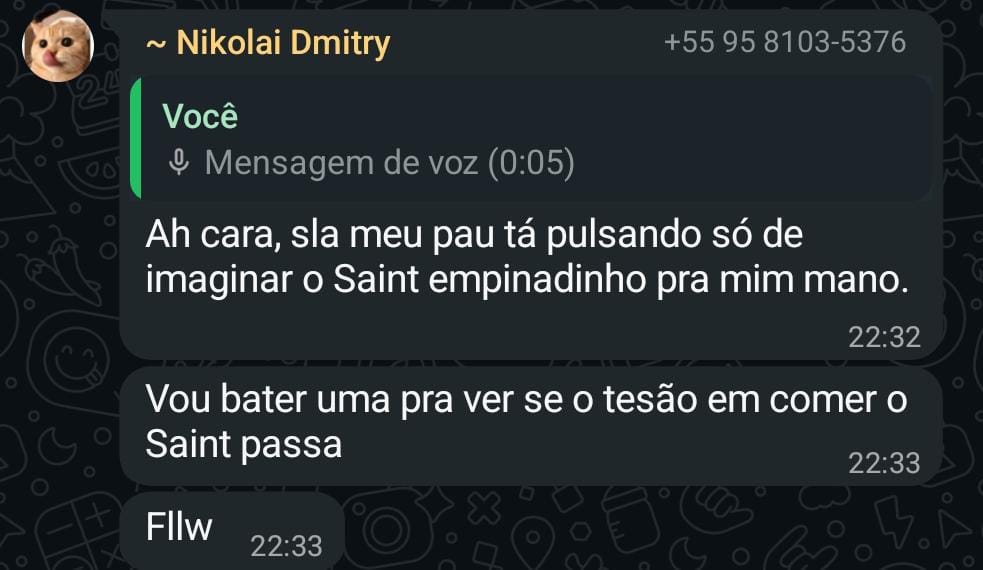 ~ Nikolai Dmitry +55 95 8103-5376
Você
Mensagem de voz (0:05)
Ah cara, sla meu pau tá pulsando só de
imaginar o Saint empinadinho pra mim mano.
22:32
Vou bater uma pra ver se o tesão em comer o
Saint passa
22:33
Fllw 22:33